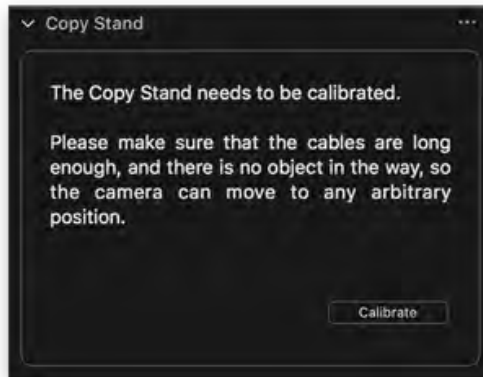 Copy Stand
The Copy Stand needs to be calibrated.
Please make sure that the cables are long
enough, and there is no object in the way, so
the camera can move to any arbitrary
position.
Calibrate